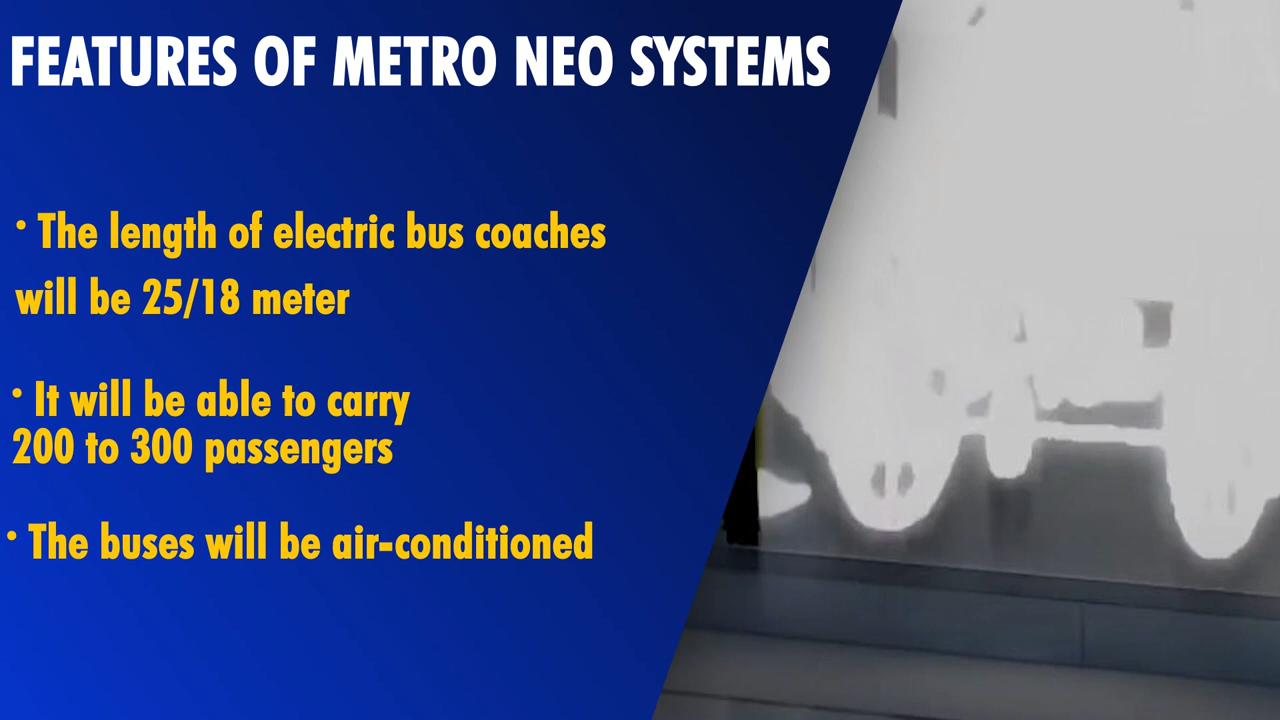 FEATURES OF METRO NEO SYSTEMS
• The length of electric bus coaches
will be 25/18 meter
• It will be able to carry
200 to 300 passengers
• The buses will be air-conditioned